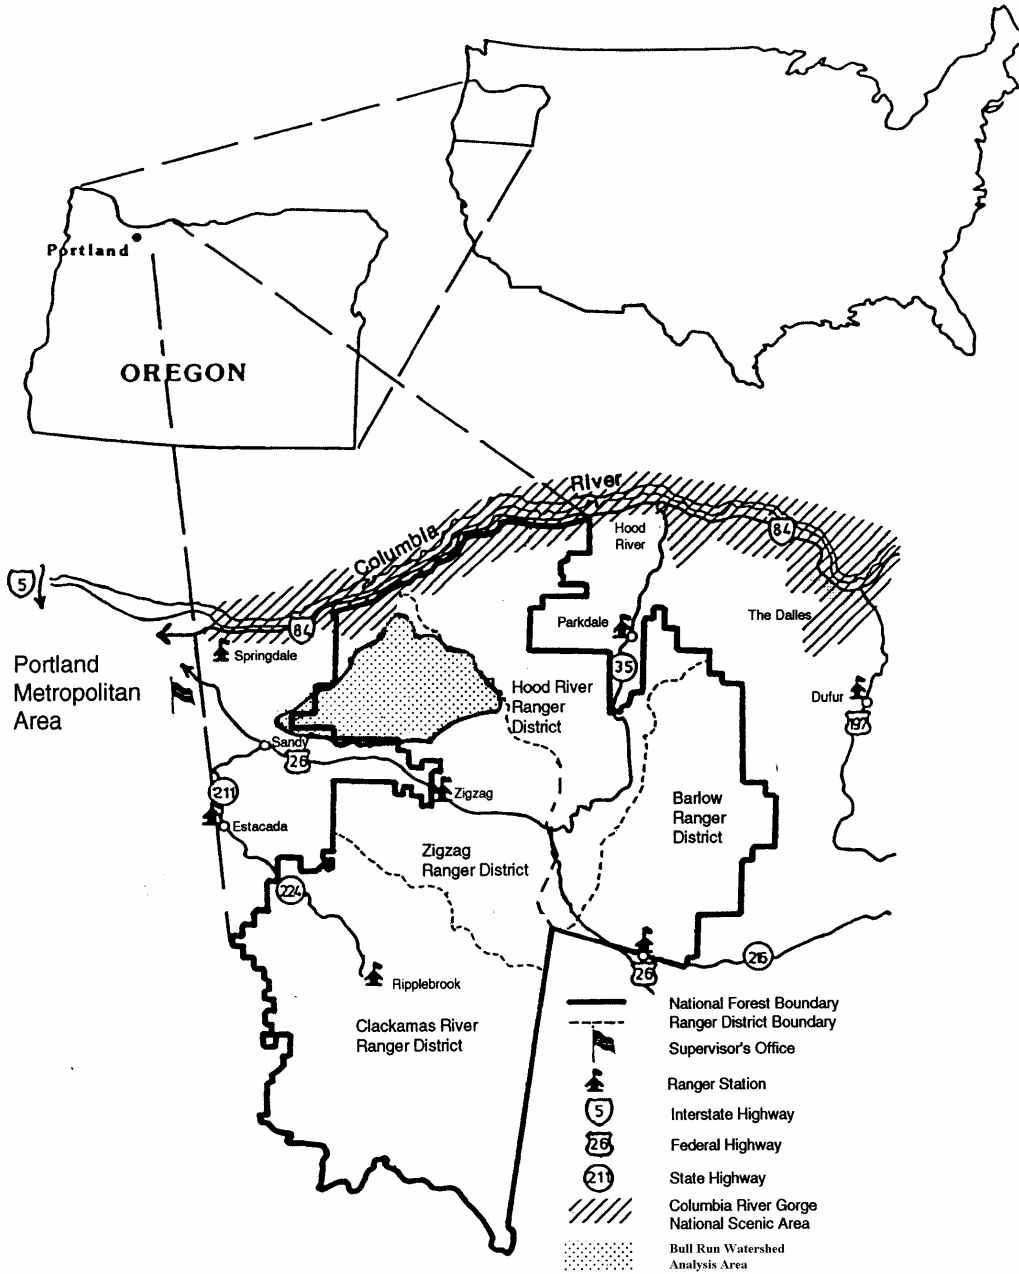 Portland
OREGON
River
Columbia
Hood
River
84
5
84
The Dalles
Parkdale
Springdale
35
Portland
Metropolitan
Area
Hood River
Ranger
District
Dufur
197
Sandy
26
211
Zigzag
Barlow
Ranger
District
Estacada
Zigzag
Ranger District
224
216
26
Ripplebrook
Clackamas River
Ranger District
National Forest Boundary
Ranger District Boundary
Supervisor's Office
Ranger Station
5 Interstate Highway
26 Federal Highway
211 State Highway
Columbia River Gorge
National Scenic Area
Bull Run Watershed
Analysis Area